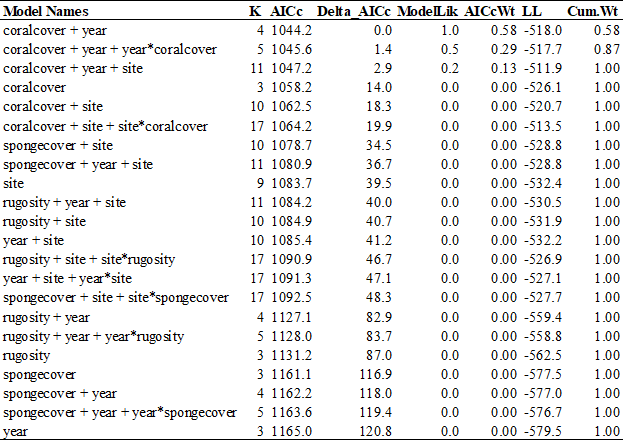 Model Names K AICc Delta_AICc ModelLik AICcWt LL Cum.Wt
coralcover + year 4 1044.2 0.0 1.0 0.58 -518.0 0.58
coralcover + year + year*coralcover 5 1045.6 1.4 0.5 0.29 -517.7 0.87
coralcover + year + site 11 1047.2 2.9 0.2 0.13 -511.9 1.00
coralcover 3 1058.2 14.0 0.0 0.00 -526.1 1.00
coralcover + site 10 1062.5 18.3 0.0 0.00 -520.7 1.00
coralcover + site + site*coralcover 17 1064.2 19.9 0.0 0.00 -513.5 1.00
spongecover + site 10 1078.7 34.5 0.0 0.00 -528.8 1.00
spongecover + year + site 11 1080.9 36.7 0.0 0.00 -528.8 1.00
site 9 1083.7 39.5 0.0 0.00 -532.4 1.00
rugosity + year + site 11 1084.2 40.0 0.0 0.00 -530.5 1.00
rugosity + site 10 1084.9 40.7 0.0 0.00 -531.9 1.00
year + site 10 1085.4 41.2 0.0 0.00 -532.2 1.00
rugosity + site + site*rugosity 17 1090.9 46.7 0.0 0.00 -526.9 1.00
year + site + year*site 17 1091.3 47.1 0.0 0.00 -527.1 1.00
spongecover + site + site*spongecover 17 1092.5 48.3 0.0 0.00 -527.7 1.00
rugosity + year 4 1127.1 82.9 0.0 0.00 -559.4 1.00
rugosity + year + year*rugosity 5 1128.0 83.7 0.0 0.00 -558.8 1.00
rugosity 3 1131.2 87.0 0.0 0.00 -562.5 1.00
spongecover 3 1161.1 116.9 0.0 0.00 -577.5 1.00
spongecover + year 4 1162.2 118.0 0.0 0.00 -577.0 1.00
spongecover + year + year*spongecover 5 1163.6 119.4 0.0 0.00 -576.7 1.00
year 3 1165.0 120.8 0.0 0.00 -579.5 1.00